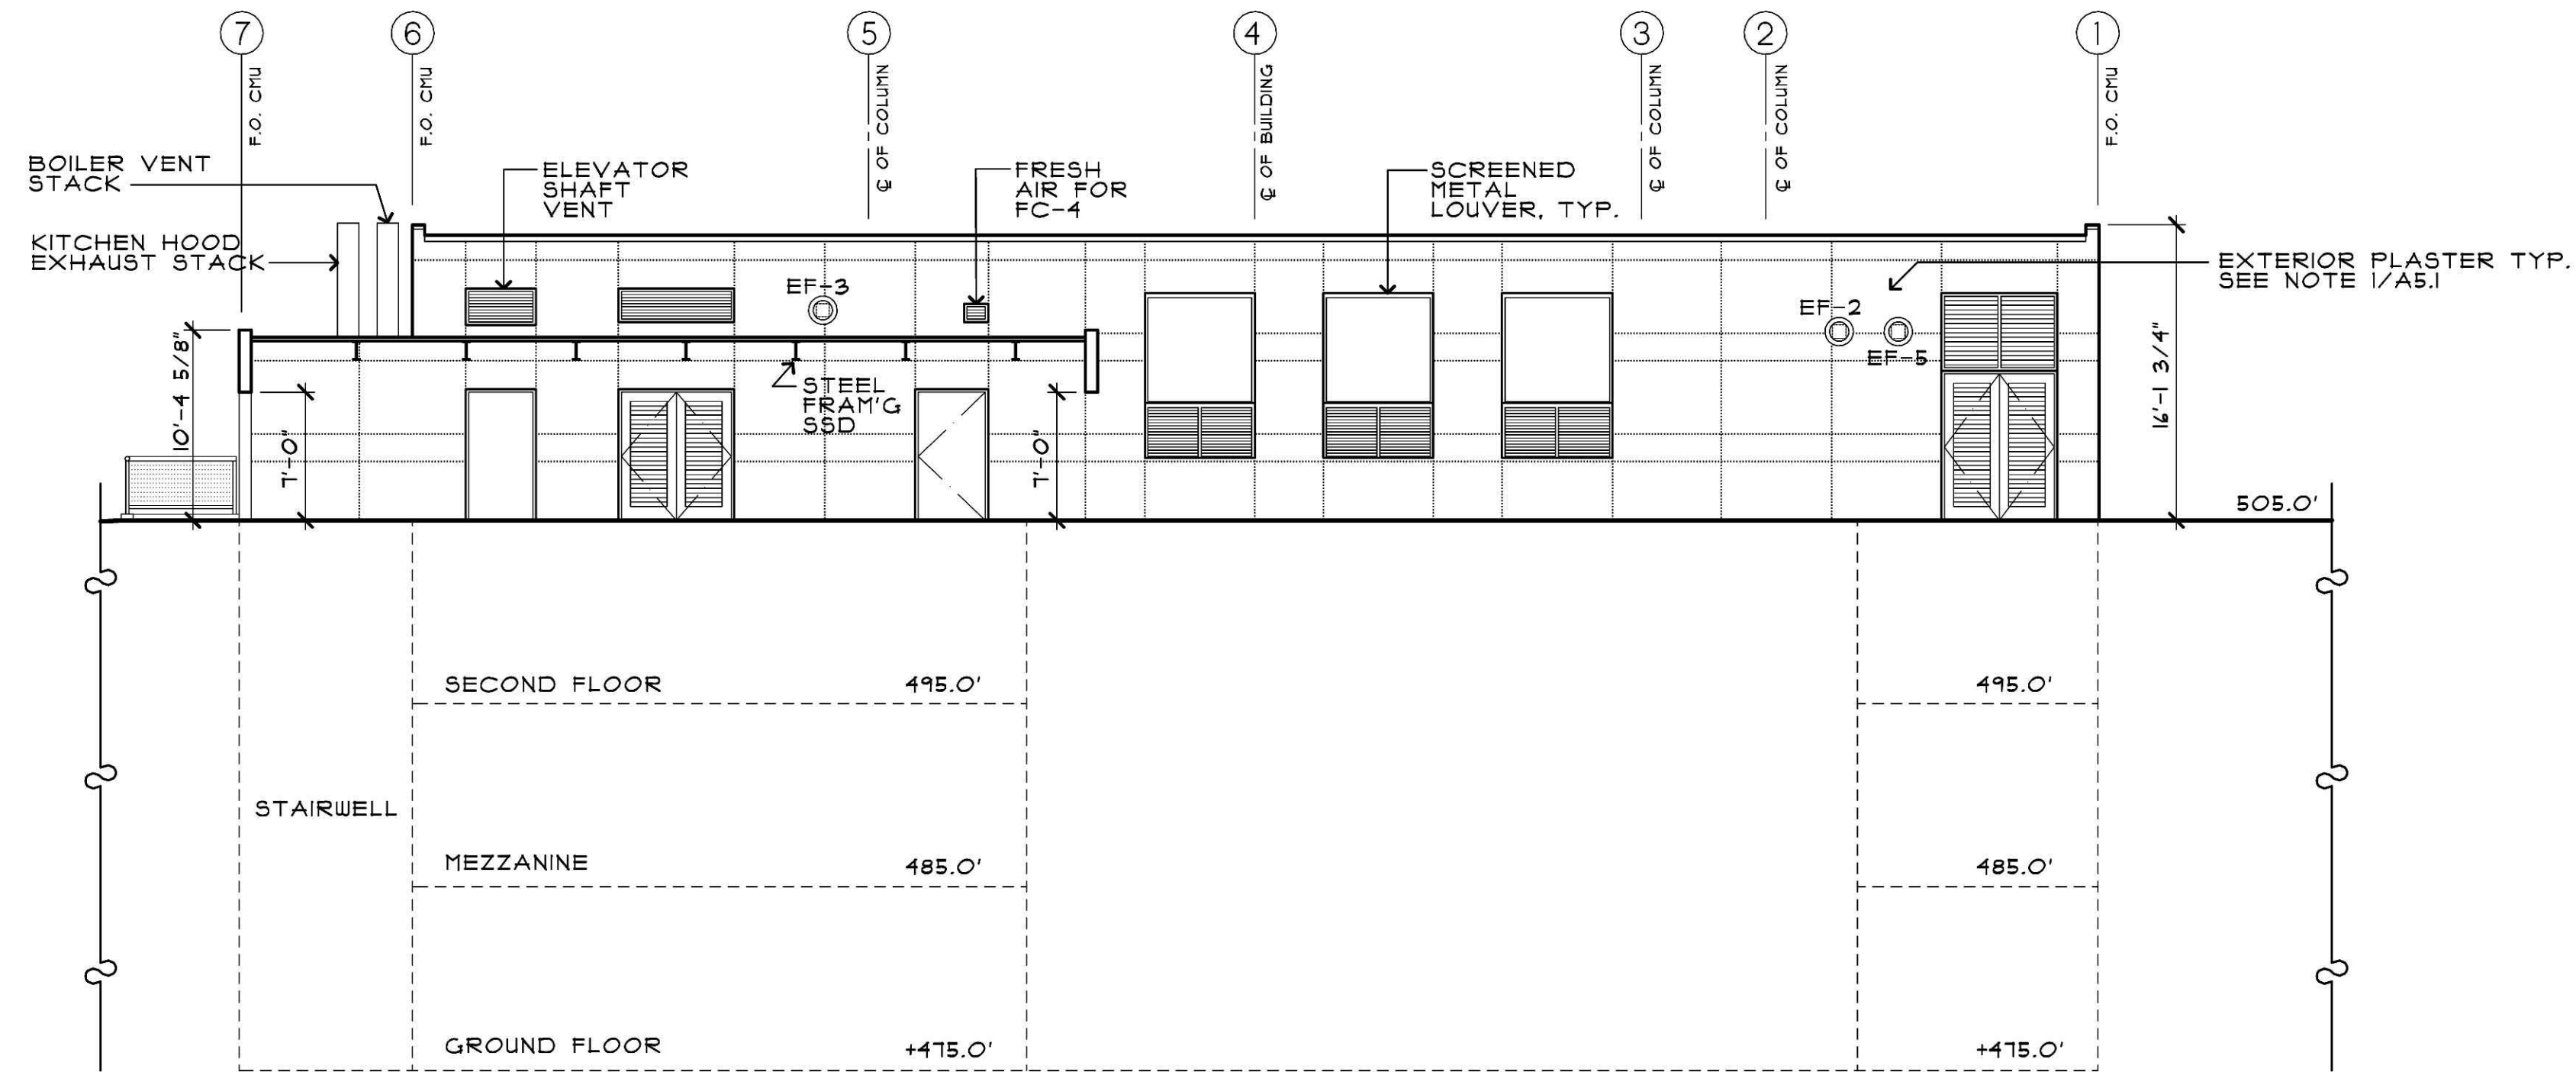 7
6
5
4
3
2
1
F.O. CMU
F.O. CMU
℄ OF COLUMN
℄ OF BUILDING
℄ OF COLUMN
℄ OF COLUMN
F.O. CMU
BOILER VENT
STACK
KITCHEN HOOD
EXHAUST STACK
ELEVATOR
SHAFT
VENT
FRESH
AIR FOR
FC-4
SCREENED
METAL
LOUVER, TYP.
EXTERIOR PLASTER TYP.
SEE NOTE 1/A5.1
EF-3
EF-2
EF-5
10'-4 5/8"
7'-0"
STEEL
FRAM'G
SSD
7'-0"
16'-1 3/4"
505.0'
SECOND FLOOR 495.0'
495.0'
STAIRWELL
MEZZANINE 485.0'
485.0'
GROUND FLOOR +475.0'
+475.0'